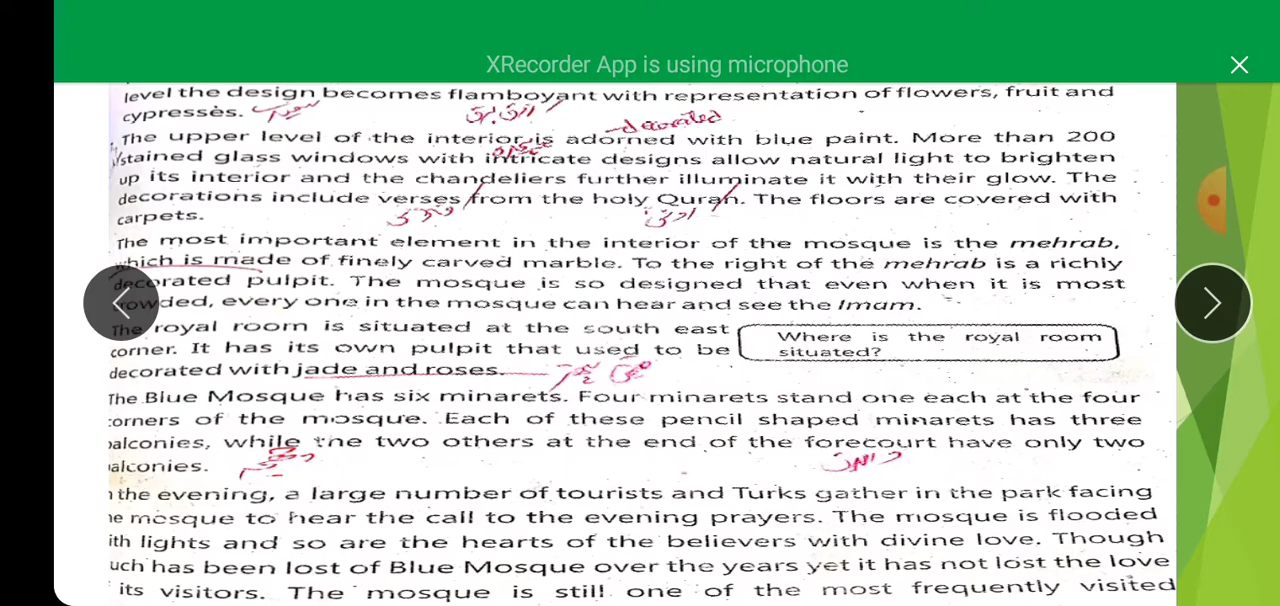 XRecorder App is using microphone
level the design becomes flamboyant with representation of flowers, fruit and
cypresses.
decorated
The upper level of the interior is adorned with blue paint. More than 200
stained glass windows with intricate designs allow natural light to brighten
up its interior and the chandeliers further illuminate it with their glow. The
decorations include verses from the holy Quran. The floors are covered with
carpets.
The most important element in the interior of the mosque is the mehrab,
which is made of finely carved marble. To the right of the mehrab is a richly
decorated pulpit. The mosque is so designed that even when it is most
rowded, every one in the mosque can hear and see the Imam.
The royal room is situated at the south east
corner. It has its own pulpit that used to be
decorated with jade and roses.
Where is the royal room
situated?
The Blue Mosque has six minarets. Four minarets stand one each at the four
corners of the mosque. Each of these pencil shaped minarets has three
alconies, while the two others at the end of the forecourt have only two
alconies.
n the evening, a large number of tourists and Turks gather in the park facing
he mosque to hear the call to the evening prayers. The mosque is flooded
ith lights and so are the hearts of the believers with divine love. Though
uch has been lost of Blue Mosque over the years yet it has not lost the love
its visitors. The mosque is still one of the most frequently visited